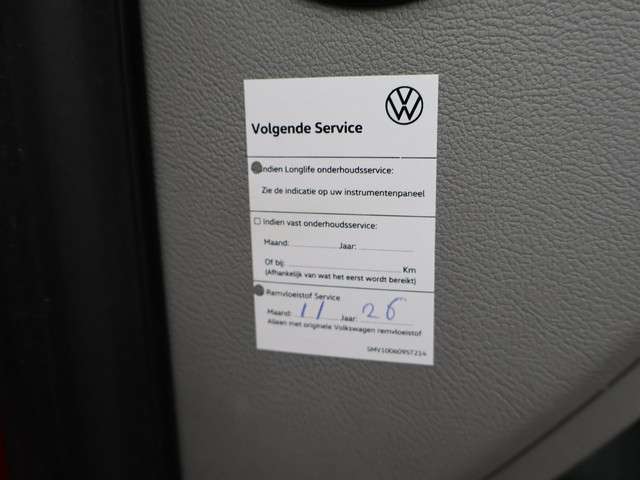 Volgende Service
Indien Longlife onderhoudsservice:
Zie de indicatie op uw instrumentenpaneel
Indien vast onderhoudsservice:
Maand: Jaar:
Of bij: Km
(Afhankelijk van wat het eerst wordt bereikt)
Remvloeistof Service
Maand: 11 Jaar: 26
Alleen met originele Volkswagen remvloeistof
SMV10060957214